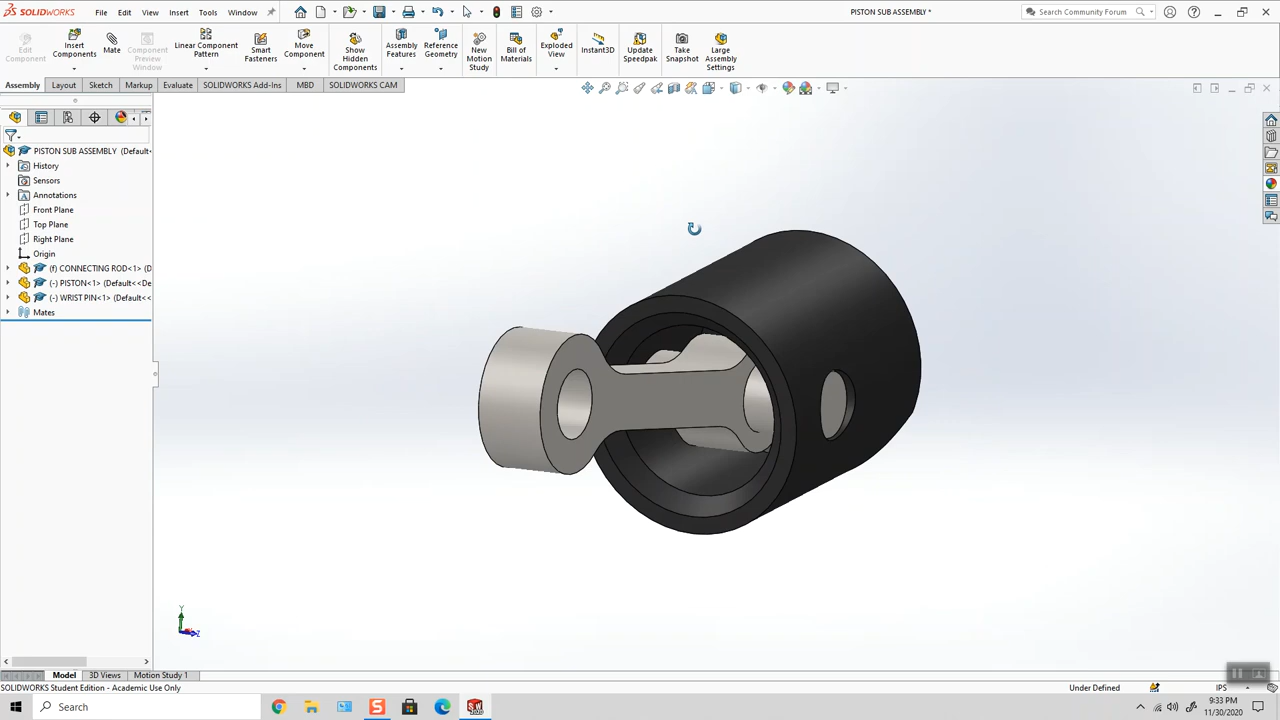 SOLIDWORKS File Edit View Insert Tools Window PISTON SUB ASSEMBLY * Search Community Forum
Edit Component
Insert Components
Mate
Component Preview Window
Linear Component Pattern
Smart Fasteners
Move Component
Show Hidden Components
Assembly Features
Reference Geometry
New Motion Study
Bill of Materials
Exploded View
Instant3D
Update Speedpak
Take Snapshot
Large Assembly Settings
Assembly Layout Sketch Markup Evaluate SOLIDWORKS Add-Ins MBD SOLIDWORKS CAM
PISTON SUB ASSEMBLY (Default<
History
Sensors
Annotations
Front Plane
Top Plane
Right Plane
Origin
(f) CONNECTING ROD<1> (D
(-) PISTON<1> (Default<<De
(-) WRIST PIN<1> (Default<<
Mates
Y
Z
Model 3D Views Motion Study 1
SOLIDWORKS Student Edition - Academic Use Only Under Defined IPS
Search
9:33 PM
11/30/2020